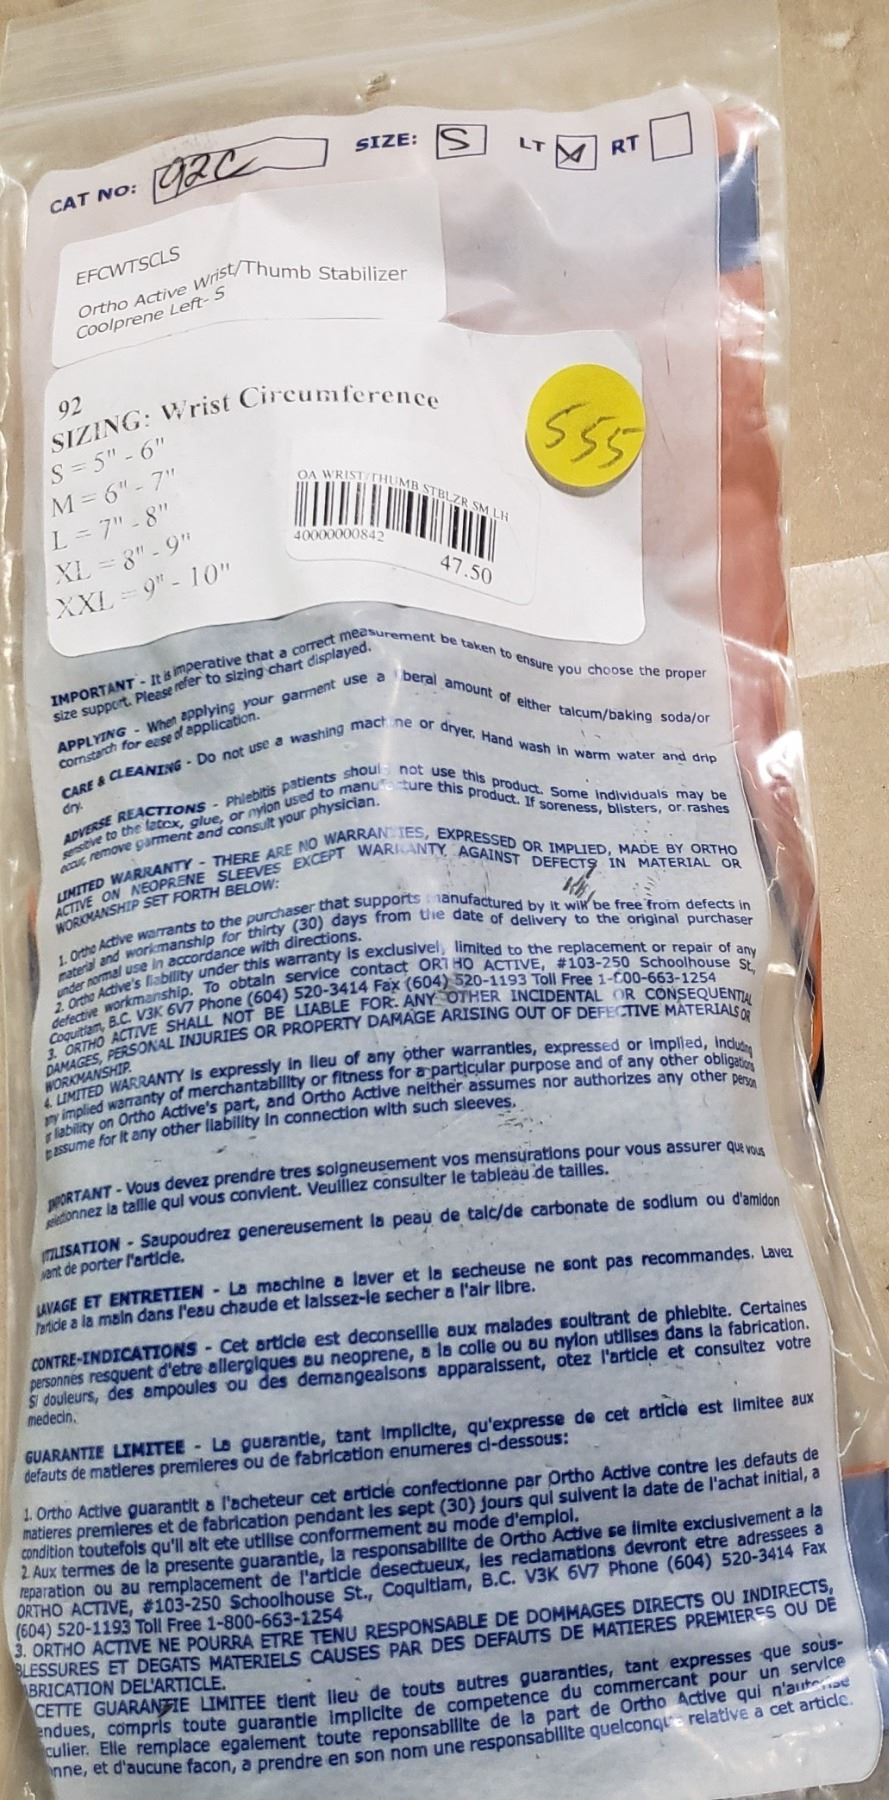 CAT NO: 92C SIZE: S LT RT
EFCWTSCLS
Ortho Active Wrist/Thumb Stabilizer
Coolprene Left- S
92
SIZING: Wrist Circumference
S = 5" - 6"
M = 6" - 7"
L = 7" - 8"
XL = 8" - 9"
XXL = 9" - 10"
555
OA WRIST/THUMB STBLZR SM LH
40000000842
47.50
IMPORTANT - It is imperative that a correct measurement be taken to ensure you choose the proper
size support. Please refer to sizing chart displayed.
APPLYING - When applying your garment use a liberal amount of either talcum/baking soda/or
cornstarch for ease of application.
CARE & CLEANING - Do not use a washing machine or dryer. Hand wash in warm water and drip
dry.
ADVERSE REACTIONS - Phlebitis patients should not use this product. Some individuals may be
sensitive to the latex, glue, or nylon used to manufacture this product. If soreness, blisters, or rashes
occur, remove garment and consult your physician.
LIMITED WARRANTY - THERE ARE NO WARRANTIES, EXPRESSED OR IMPLIED, MADE BY ORTHO
ACTIVE ON NEOPRENE SLEEVES EXCEPT WARRANTY AGAINST DEFECTS IN MATERIAL OR
WORKMANSHIP SET FORTH BELOW:
1. Ortho Active warrants to the purchaser that supports manufactured by it will be free from defects in
material and workmanship for thirty (30) days from the date of delivery to the original purchaser
under normal use in accordance with directions.
2. Ortho Active's liability under this warranty is exclusively limited to the replacement or repair of any
defective workmanship. To obtain service contact ORTHO ACTIVE, #103-250 Schoolhouse St.,
Coquitlam, B.C. V3K 6V7 Phone (604) 520-3414 Fax (604) 520-1193 Toll Free 1-800-663-1254
3. ORTHO ACTIVE SHALL NOT BE LIABLE FOR ANY OTHER INCIDENTAL OR CONSEQUENTIAL
DAMAGES, PERSONAL INJURIES OR PROPERTY DAMAGE ARISING OUT OF DEFECTIVE MATERIALS OR
WORKMANSHIP.
4. LIMITED WARRANTY is expressly in lieu of any other warranties, expressed or implied, including
any implied warranty of merchantability or fitness for a particular purpose and of any other obligations
or liability on Ortho Active's part, and Ortho Active neither assumes nor authorizes any other person
to assume for it any other liability in connection with such sleeves.
IMPORTANT - Vous devez prendre tres soigneusement vos mensurations pour vous assurer que vous
selectionnez la taille qui vous convient. Veuillez consulter le tableau de tailles.
UTILISATION - Saupoudrez genereusement la peau de talc/de carbonate de sodium ou d'amidon
avant de porter l'article.
LAVAGE ET ENTRETIEN - La machine a laver et la secheuse ne sont pas recommandes. Lavez
l'article a la main dans l'eau chaude et laissez-le secher a l'air libre.
CONTRE-INDICATIONS - Cet article est deconseille aux malades soultrant de phlebite. Certaines
personnes resquent d'etre allergiques au neoprene, a la colle ou au nylon utilises dans la fabrication.
Si douleurs, des ampoules ou des demangeaisons apparaissent, otez l'article et consultez votre
medecin.
GUARANTIE LIMITEE - La guarantie, tant implicite, qu'expresse de cet article est limitee aux
defauts de matieres premieres ou de fabrication enumeres ci-dessous:
1. Ortho Active guarantit a l'acheteur cet article confectionne par Ortho Active contre les defauts de
matieres premieres et de fabrication pendant les sept (30) jours qui suivent la date de l'achat initial, a
condition toutefois qu'il ait ete utilise conformement au mode d'emploi.
2. Aux termes de la presente guarantie, la responsabilite de Ortho Active se limite exclusivement a la
reparation ou au remplacement de l'article desectueux, les reclamations devront etre adressees a
ORTHO ACTIVE, #103-250 Schoolhouse St., Coquitlam, B.C. V3K 6V7 Phone (604) 520-3414 Fax
(604) 520-1193 Toll Free 1-800-663-1254
3. ORTHO ACTIVE NE POURRA ETRE TENU RESPONSABLE DE DOMMAGES DIRECTS OU INDIRECTS,
BLESSURES ET DEGATS MATERIELS CAUSES PAR DES DEFAUTS DE MATIERES PREMIERES OU DE
FABRICATION DEL'ARTICLE.
CETTE GUARANTIE LIMITEE tient lieu de touts autres guaranties, tant expresses que sous-
endues, compris toute guarantie implicite de competence du commercant pour un service
culier. Elle remplace egalement toute reponsabilite de la part de Ortho Active qui n'autorise
nne, et d'aucune facon, a prendre en son nom une responsabilite quelconque relative a cet article.